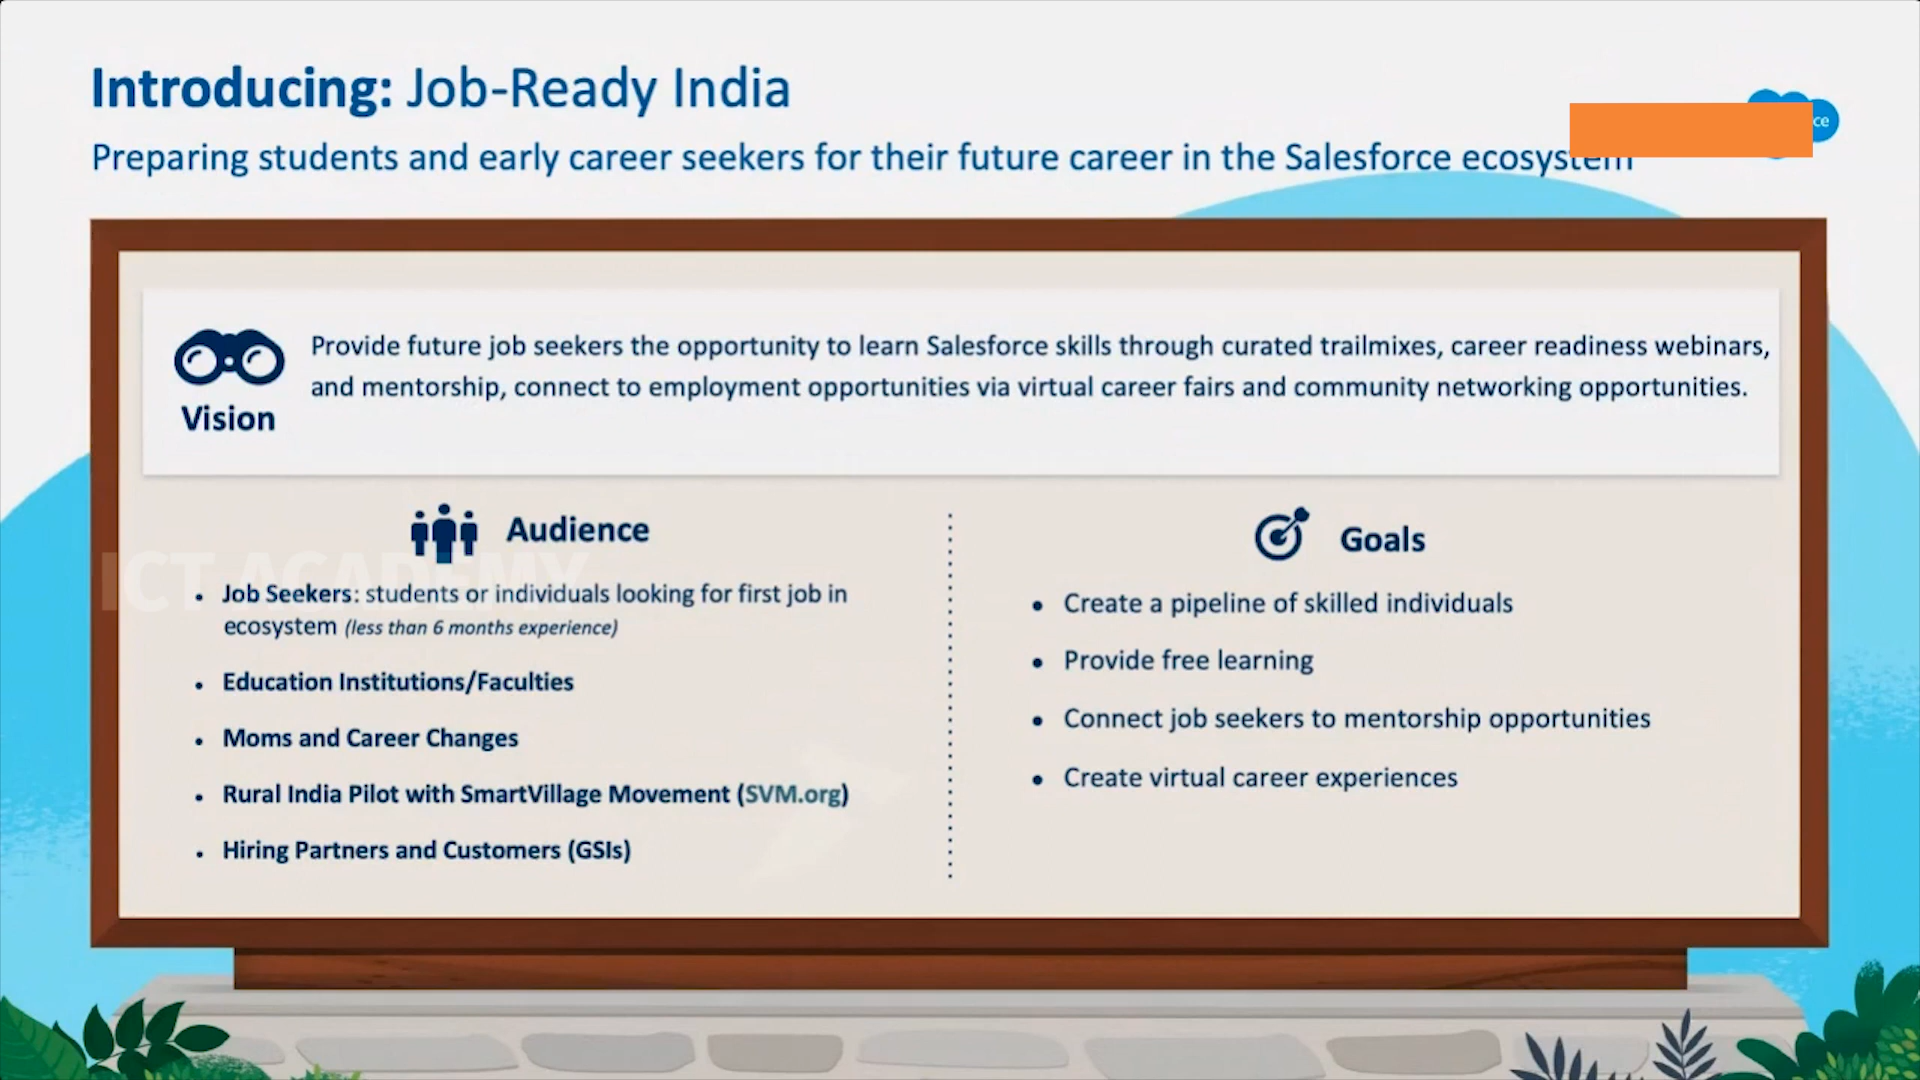 Introducing: Job-Ready India
ce
Preparing students and early career seekers for their future career in the Salesforce ecosystem
Provide future job seekers the opportunity to learn Salesforce skills through curated trailmixes, career readiness webinars,
and mentorship, connect to employment opportunities via virtual career fairs and community networking opportunities.
Vision
Audience
ICT ACADEMY
• Job Seekers: students or individuals looking for first job in
ecosystem (less than 6 months experience)
• Education Institutions/Faculties
• Moms and Career Changes
• Rural India Pilot with SmartVillage Movement (SVM.org)
• Hiring Partners and Customers (GSIs)
Goals
• Create a pipeline of skilled individuals
• Provide free learning
• Connect job seekers to mentorship opportunities
• Create virtual career experiences